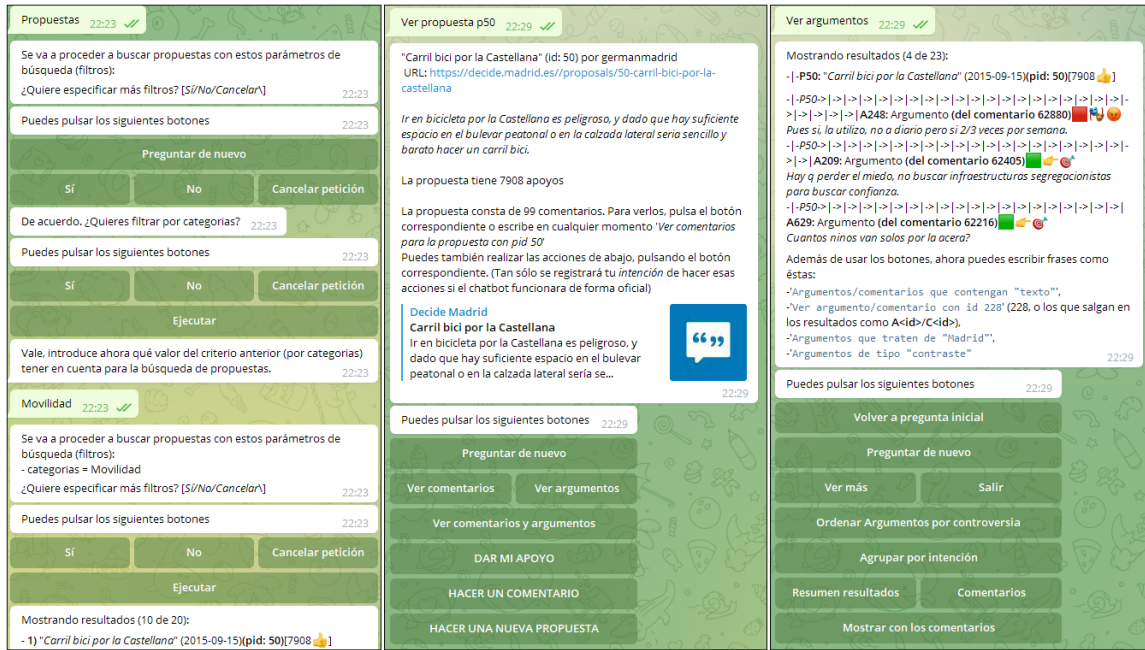 Propuestas 22:23
Se va a proceder a buscar propuestas con estos parámetros de
búsqueda (filtros):
¿Quiere especificar más filtros? [Sí/No/Cancelar\] 22:23
Puedes pulsar los siguientes botones 22:23
Preguntar de nuevo
Sí No Cancelar petición
De acuerdo. ¿Quieres filtrar por categorias? 22:23
Puedes pulsar los siguientes botones 22:23
Sí No Cancelar petición
Ejecutar
Vale, introduce ahora qué valor del criterio anterior (por categorias)
tener en cuenta para la búsqueda de propuestas. 22:23
Movilidad 22:23
Se va a proceder a buscar propuestas con estos parámetros de
búsqueda (filtros):
- categorias = Movilidad
¿Quiere especificar más filtros? [Sí/No/Cancelar\] 22:23
Puedes pulsar los siguientes botones 22:23
Sí No Cancelar petición
Ejecutar
Mostrando resultados (10 de 20):
- 1) "Carril bici por la Castellana" (2015-09-15)(pid: 50)[7908👍]
Ver propuesta p50 22:29
"Carril bici por la Castellana" (id: 50) por germanmadrid
URL: https://decide.madrid.es//proposals/50-carril-bici-por-la-
castellana
Ir en bicicleta por la Castellana es peligroso, y dado que hay suficiente
espacio en el bulevar peatonal o en la calzada lateral seria sencillo y
barato hacer un carril bici.
La propuesta tiene 7908 apoyos
La propuesta consta de 99 comentarios. Para verlos, pulsa el botón
correspondiente o escribe en cualquier momento 'Ver comentarios
para la propuesta con pid 50'
Puedes también realizar las acciones de abajo, pulsando el botón
correspondiente. (Tan sólo se registrará tu intención de hacer esas
acciones si el chatbot funcionara de forma oficial)
Decide Madrid
Carril bici por la Castellana
Ir en bicicleta por la Castellana es peligroso, y
dado que hay suficiente espacio en el bulevar
peatonal o en la calzada lateral sería se...
22:29
Puedes pulsar los siguientes botones 22:29
Preguntar de nuevo
Ver comentarios Ver argumentos
Ver comentarios y argumentos
DAR MI APOYO
HACER UN COMENTARIO
HACER UNA NUEVA PROPUESTA
Ver argumentos 22:29
Mostrando resultados (4 de 23):
-|-P50: "Carril bici por la Castellana" (2015-09-15)(pid: 50)[7908👍]
-|-P50->|->|->|->|->|->|->|->|->|->|->|->|->|->|->|->|->|-
>|->|->|->|->|A248: Argumento (del comentario 62880)
Pues si, la utilizo, no a diario pero si 2/3 veces por semana.
-|-P50->|->|->|->|->|->|->|->|->|->|->|->|->|->|->|->|->|-
>|->|A209: Argumento (del comentario 62405)
Hay q perder el miedo, no buscar infraestructuras segregacionistas
para buscar confianza.
-|-P50->|->|->|->|->|->|->|->|->|->|->|->|->|->|->|->|->|
A629: Argumento (del comentario 62216)
Cuantos ninos van solos por la acera?
Además de usar los botones, ahora puedes escribir frases como
éstas:
-'Argumentos/comentarios que contengan "texto"',
-'Ver argumento/comentario con id 228' (228, o los que salgan en
los resultados como A<id>/C<id>),
-'Argumentos que traten de "Madrid"',
-'Argumentos de tipo "contraste" 22:29
Puedes pulsar los siguientes botones 22:29
Volver a pregunta inicial
Preguntar de nuevo
Ver más Salir
Ordenar Argumentos por controversia
Agrupar por intención
Resumen resultados Comentarios
Mostrar con los comentarios